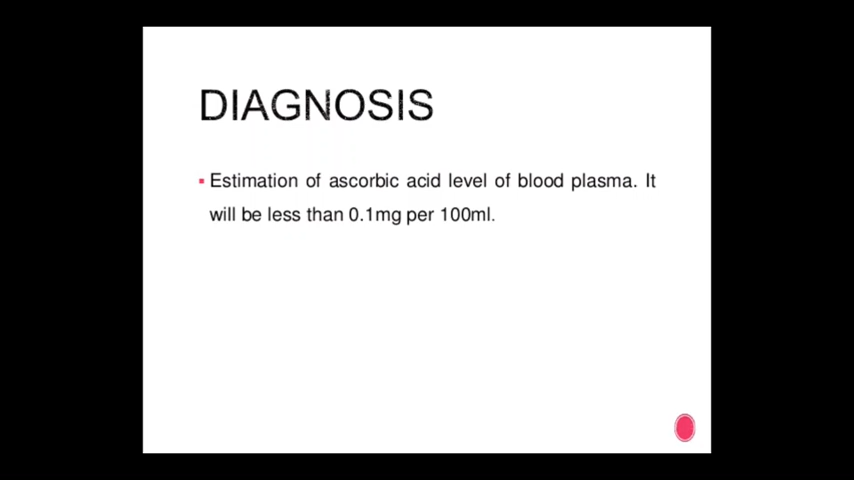 DIAGNOSIS
Estimation of ascorbic acid level of blood plasma. It
will be less than 0.1mg per 100ml.